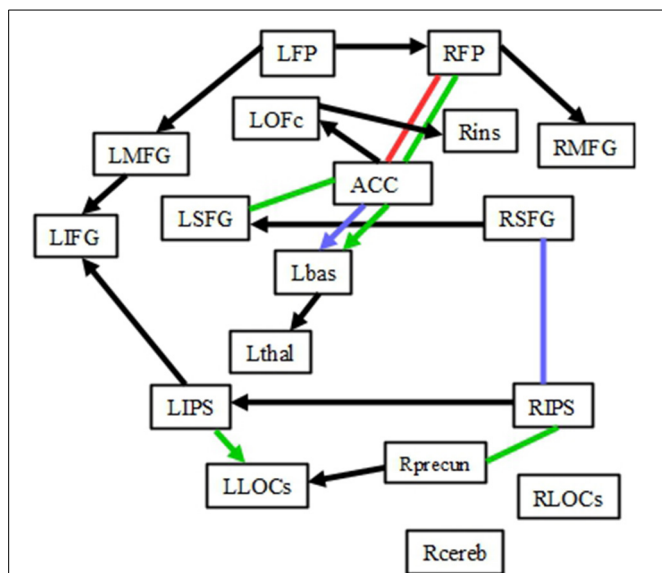 LFP
RFP
LOFc
Rins
RMFG
LMFG
ACC
LSFG
RSFG
LIFG
Lbas
Lthal
LIPS
RIPS
Rprecun
LLOCs
RLOCs
Rcereb